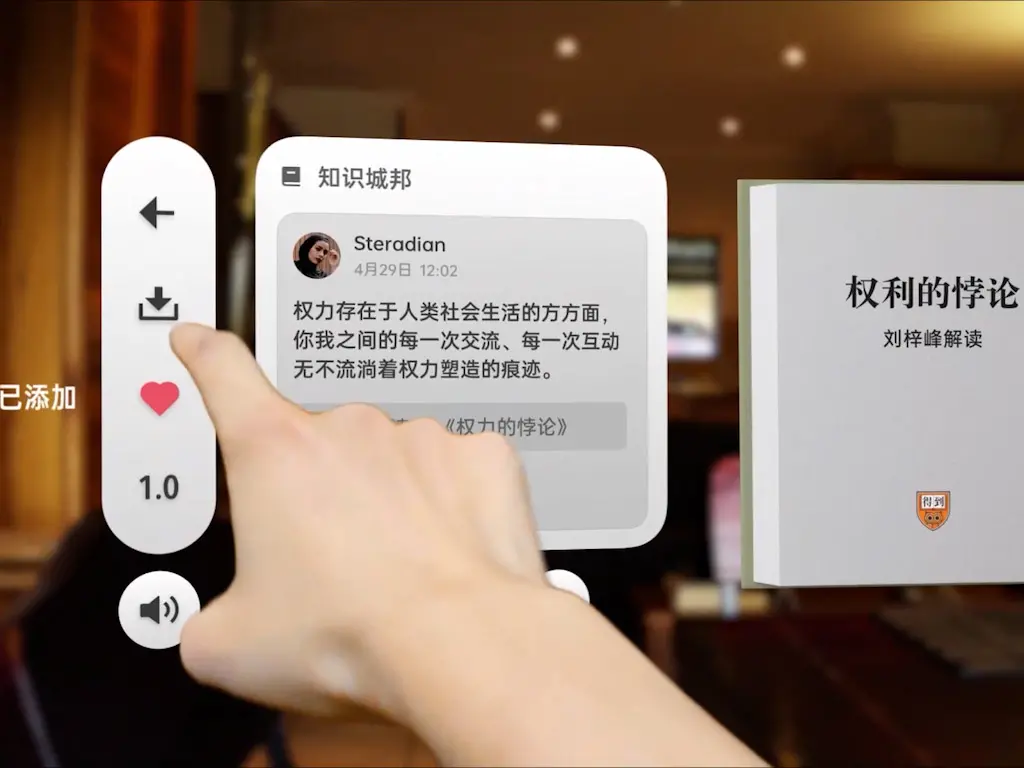 已添加
1.0
知识城邦
Steradian
4月29日 12:02
权力存在于人类社会生活的方方面,
你我之间的每一次交流、每一次互动
无不流淌着权力塑造的痕迹。
《权力的悖论》
权利的悖论
刘梓峰解读
得到